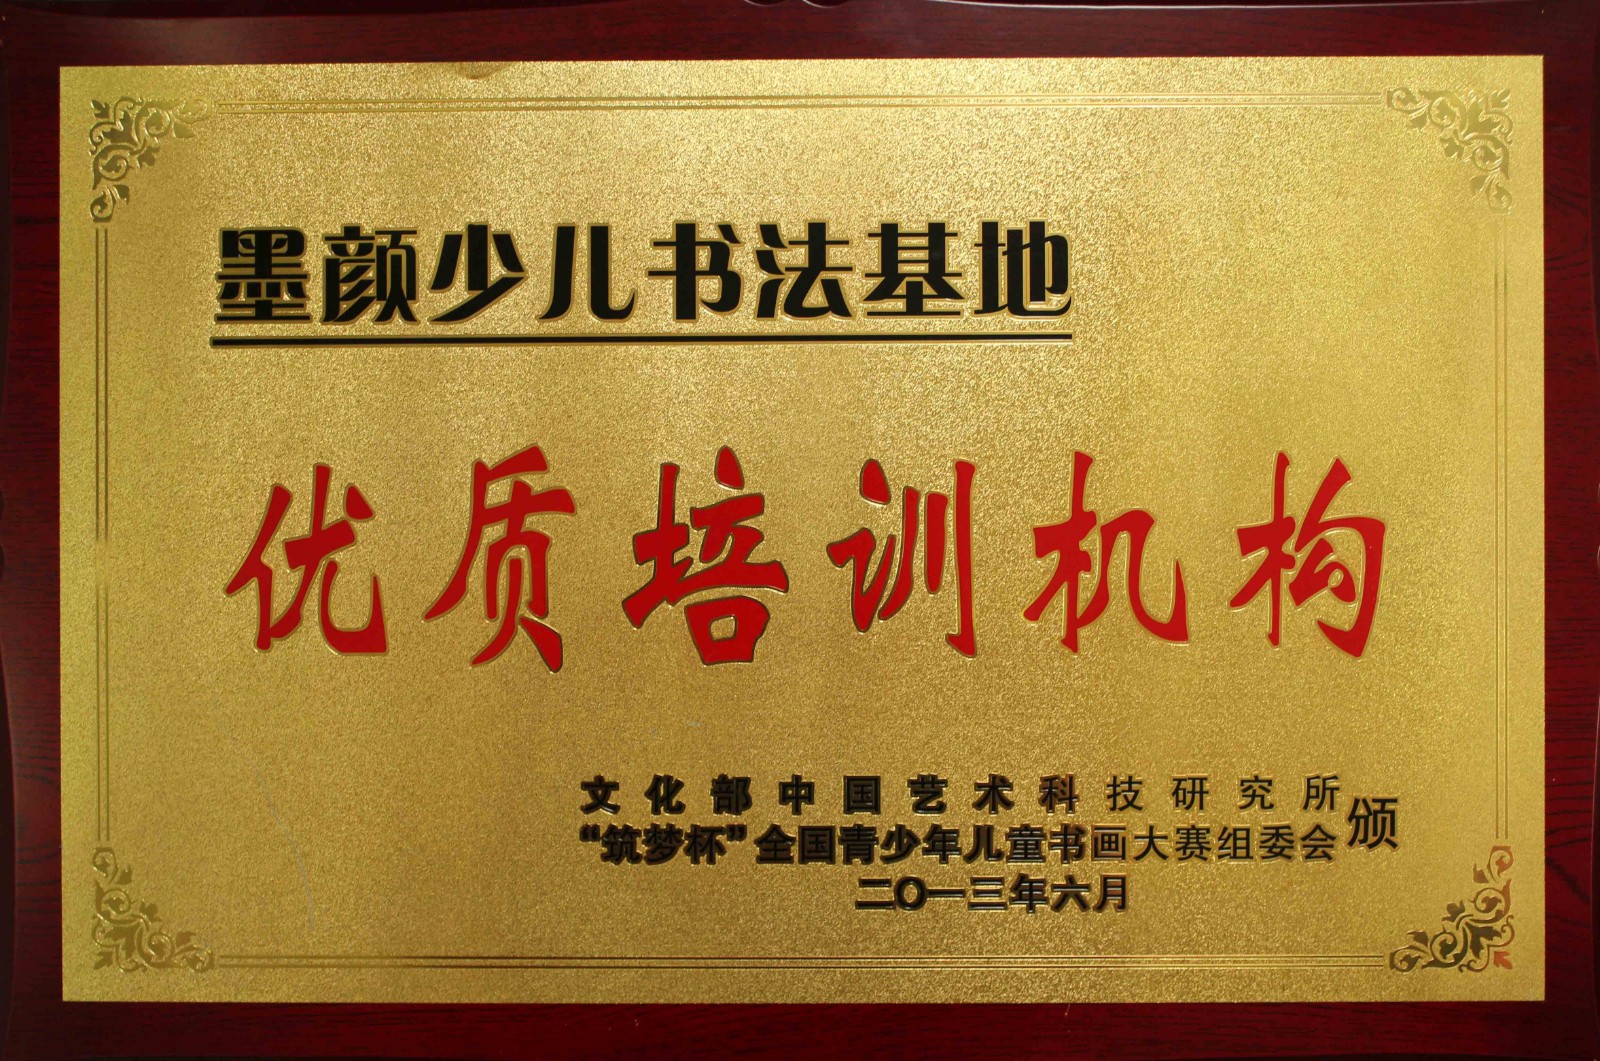 墨颜少儿书法基地
优质培训机构
文化部中国艺术科技研究所
“筑梦杯”全国青少年儿童书画大赛组委会 颁
二〇一三年六月